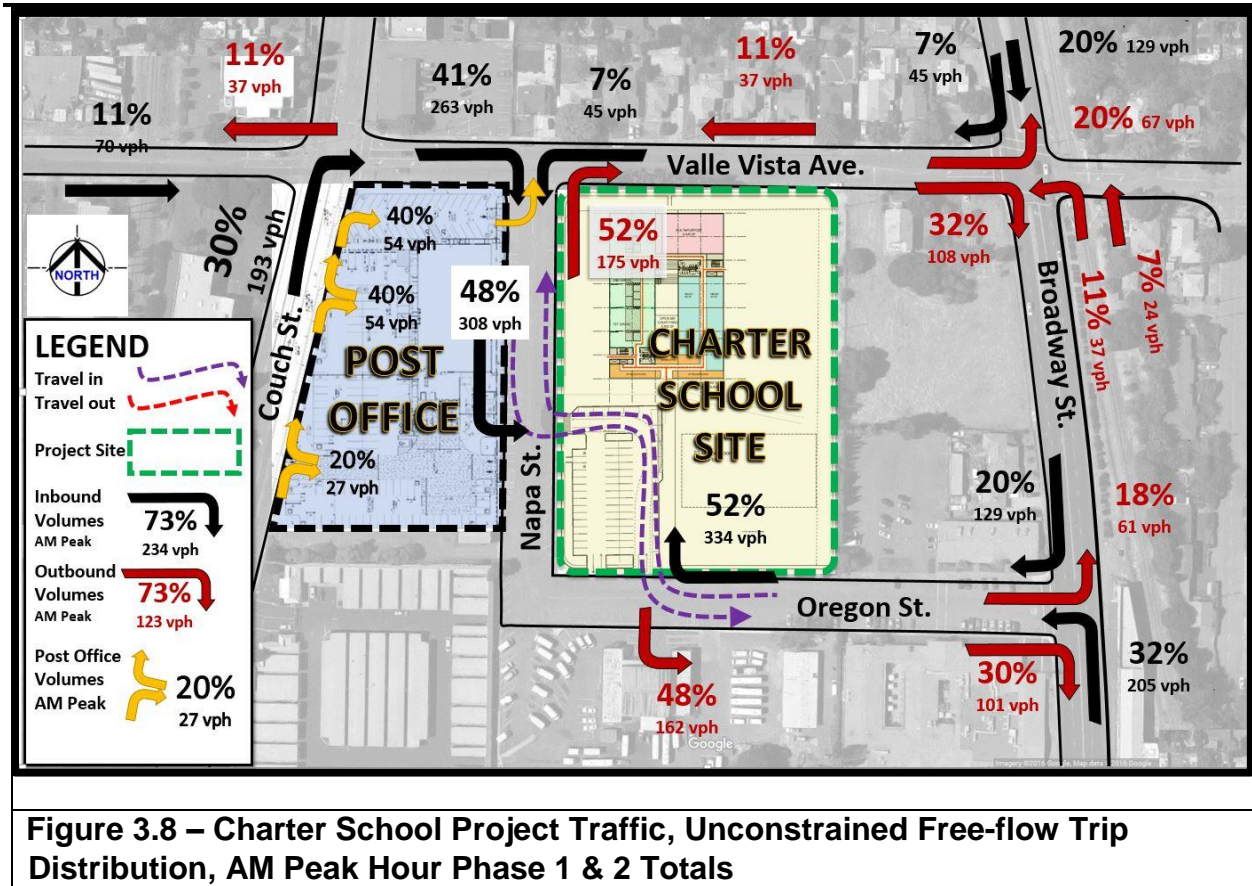 11%
37 vph
41%
263 vph
7%
45 vph
11%
37 vph
7%
45 vph
20% 129 vph
20% 67 vph
11%
70 vph
Valle Vista Ave.
30%
193 vph
Couch St.
NORTH
40%
54 vph
40%
54 vph
POST
OFFICE
20%
27 vph
48%
308 vph
52%
175 vph
CHARTER
SCHOOL
SITE
52%
334 vph
Napa St.
32%
108 vph
Broadway St.
11% 37 vph
7% 24 vph
20%
129 vph
18%
61 vph
Oregon St.
48%
162 vph
30%
101 vph
32%
205 vph
Google
Imagery ©2016 Google, Map data ©2016 Google
LEGEND
Travel in
Travel out
Project Site
Inbound
Volumes
AM Peak
73%
234 vph
Outbound
Volumes
AM Peak
73%
123 vph
Post Office
Volumes
AM Peak
20%
27 vph
Figure 3.8 – Charter School Project Traffic, Unconstrained Free-flow Trip
Distribution, AM Peak Hour Phase 1 & 2 Totals